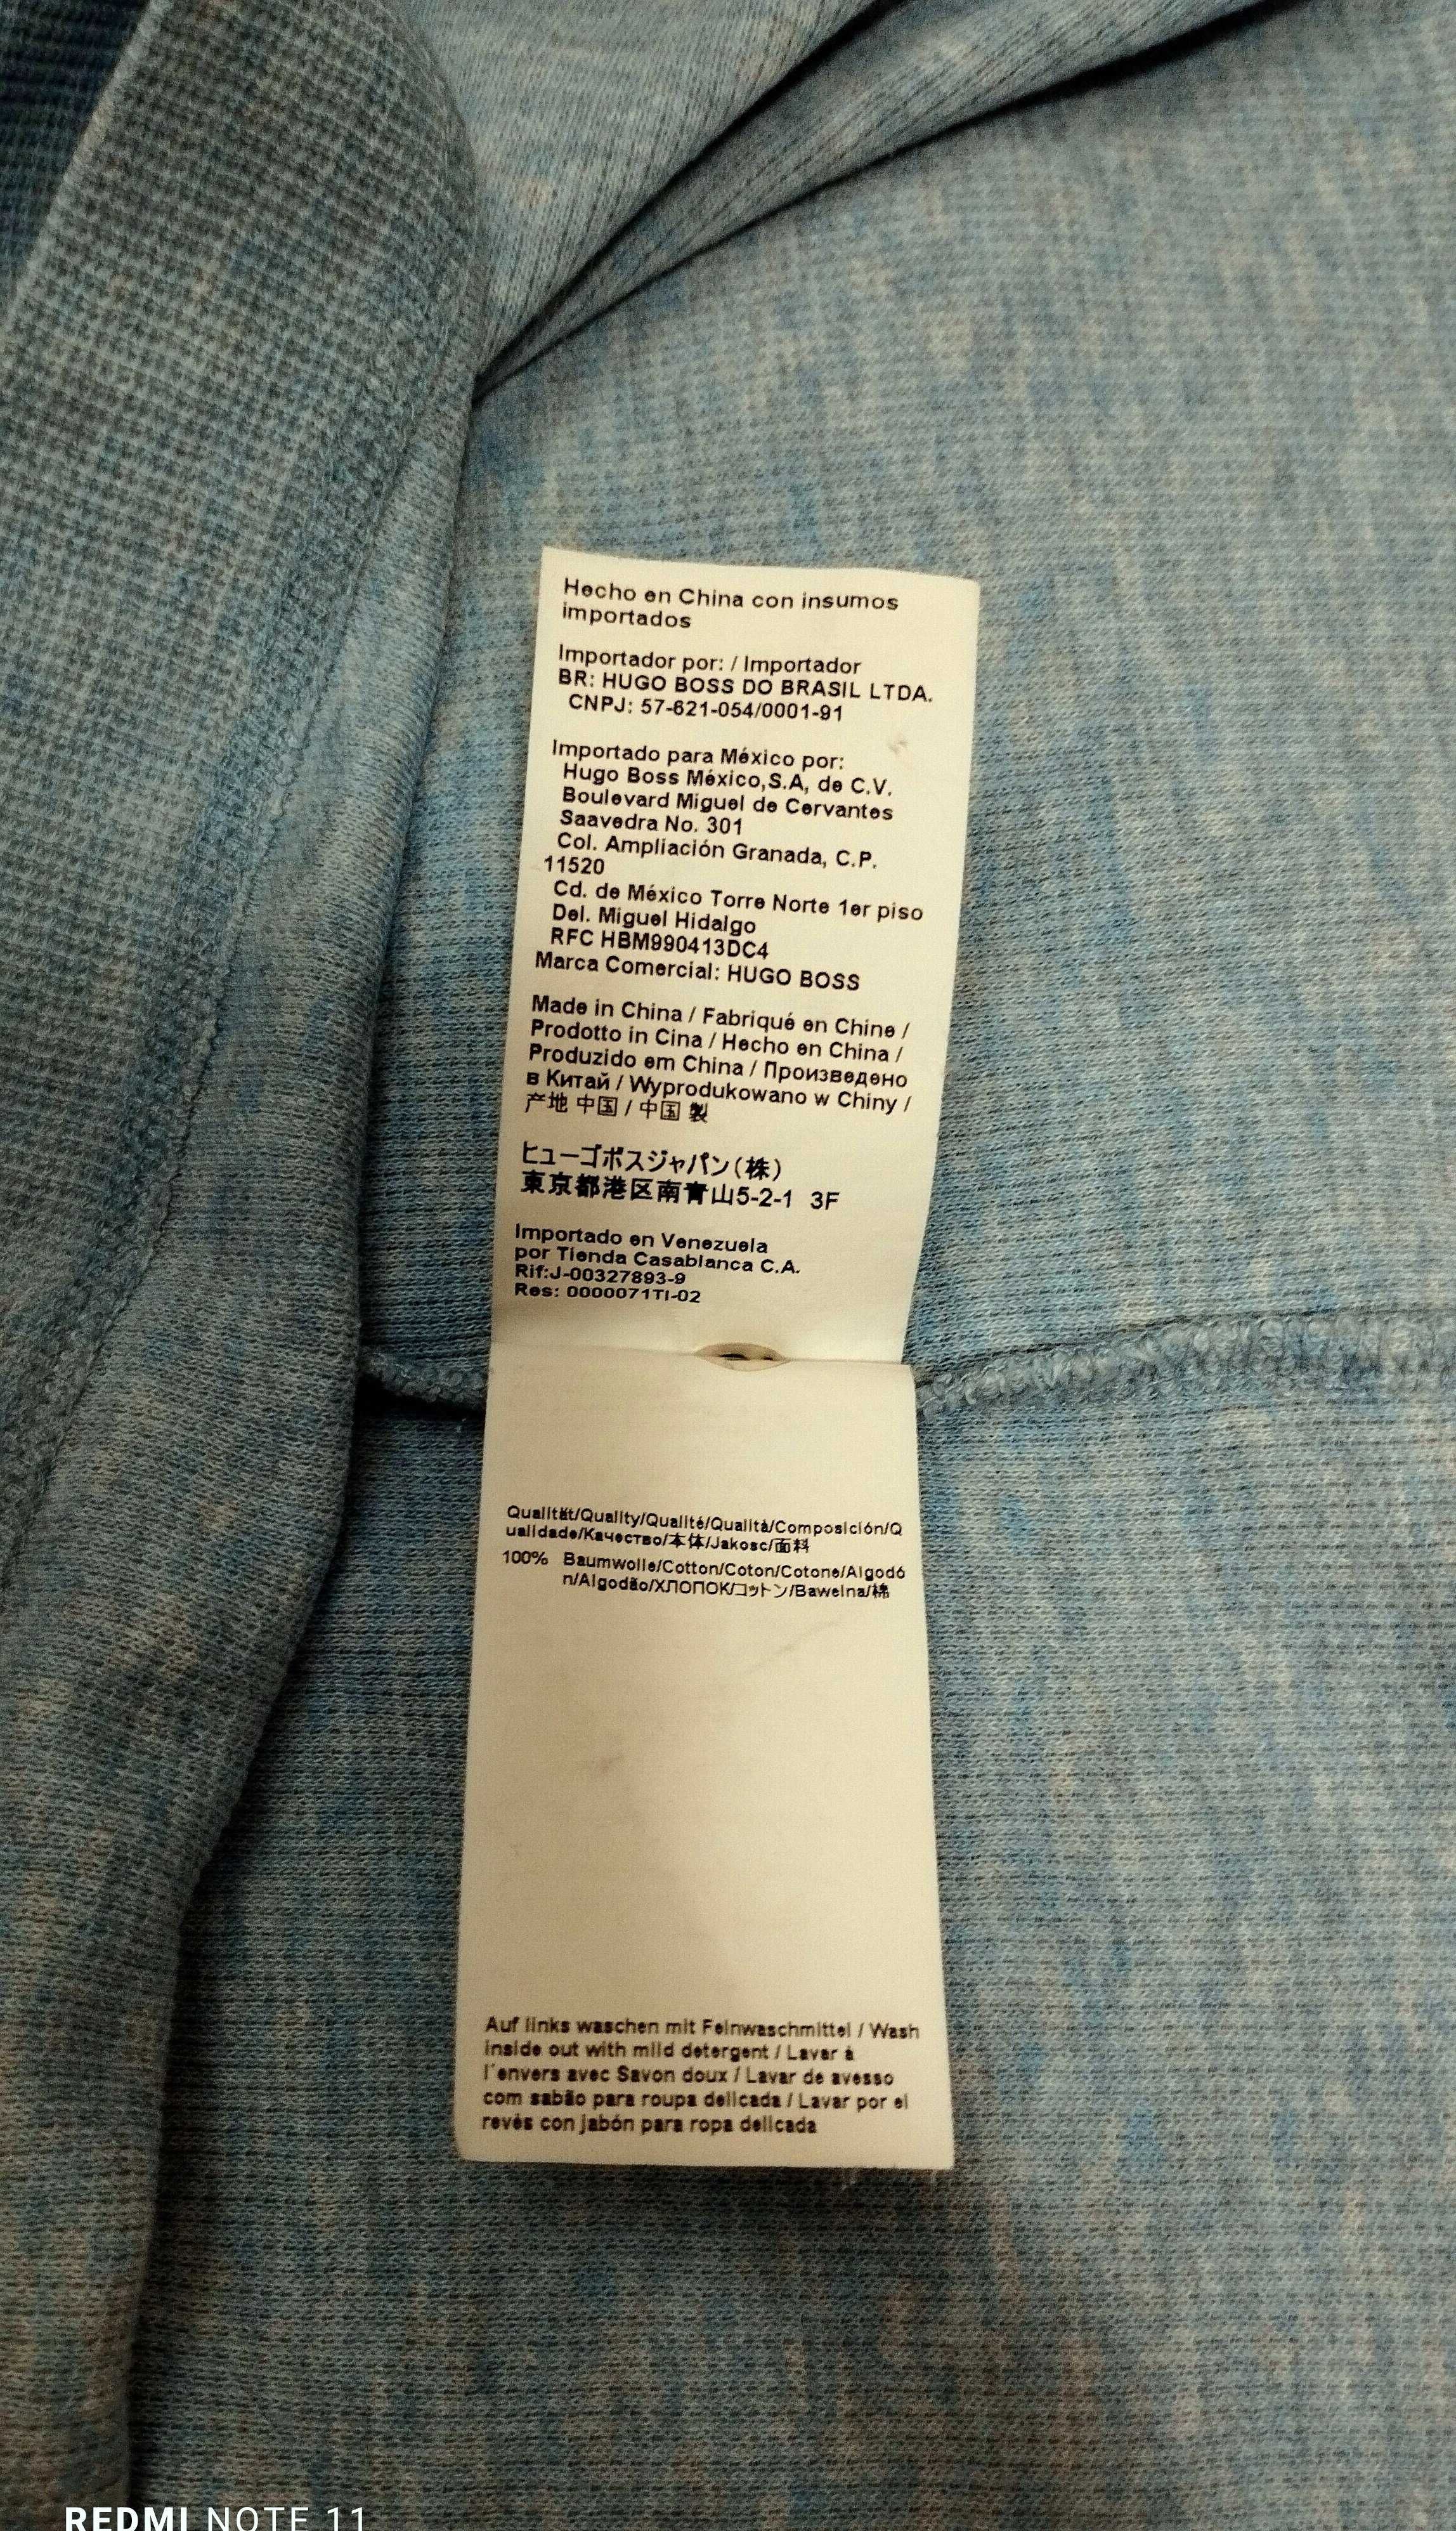 Hecho en China con insumos
importados
Importador por: / Importador
BR: HUGO BOSS DO BRASIL LTDA.
CNPJ: 57-621-054/0001-91
Importado para México por:
Hugo Boss México,S.A, de C.V.
Boulevard Miguel de Cervantes
Saavedra No. 301
Col. Ampliación Granada, C.P.
11520
Cd. de México Torre Norte 1er piso
Del. Miguel Hidalgo
RFC HBM990413DC4
Marca Comercial: HUGO BOSS
Made in China / Fabriqué en Chine /
Prodotto in Cina / Hecho en China /
Produzido em China / Произведено
в Китай / Wyprodukowano w Chiny /
产地 中国 / 中国 製
ヒューゴボスジャパン(株)
東京都港区南青山5-2-1 3F
Importado en Venezuela
por Tienda Casablanca C.A.
Rif:J-00327893-9
Res: 0000071TI-02
Qualität/Quality/Qualité/Qualità/Composición/Q
ualidade/Качество/本体/Jakosc/面料
100% Baumwolle/Cotton/Coton/Cotone/Algodó
n/Algodão/ХЛОПОК/コットン/Bawelna/棉
Auf links waschen mit Feinwaschmittel / Wash
inside out with mild detergent / Lavar à
l´envers avec Savon doux / Lavar de avesso
com sabão para roupa delicada / Lavar por el
revés con jabón para ropa delicada
REDMI NOTE 11